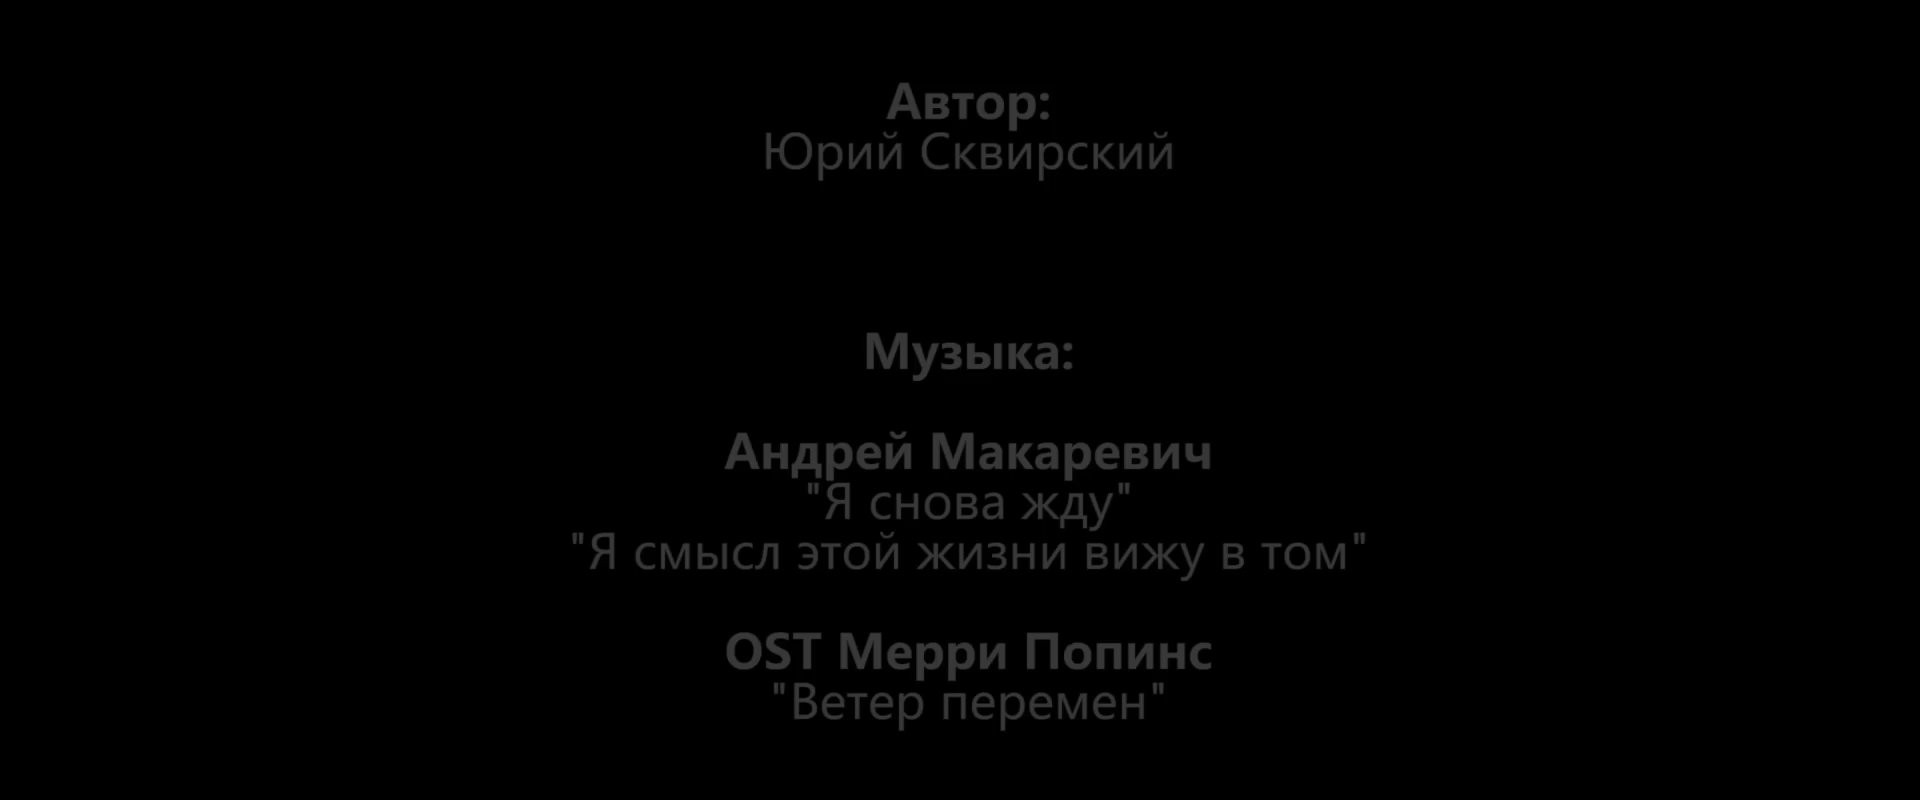 Автор:
Юрий Сквирский
Музыка:
Андрей Макаревич
"Я снова жду"
"Я смысл этой жизни вижу в том"
OST Мерри Попинс
"Ветер перемен"